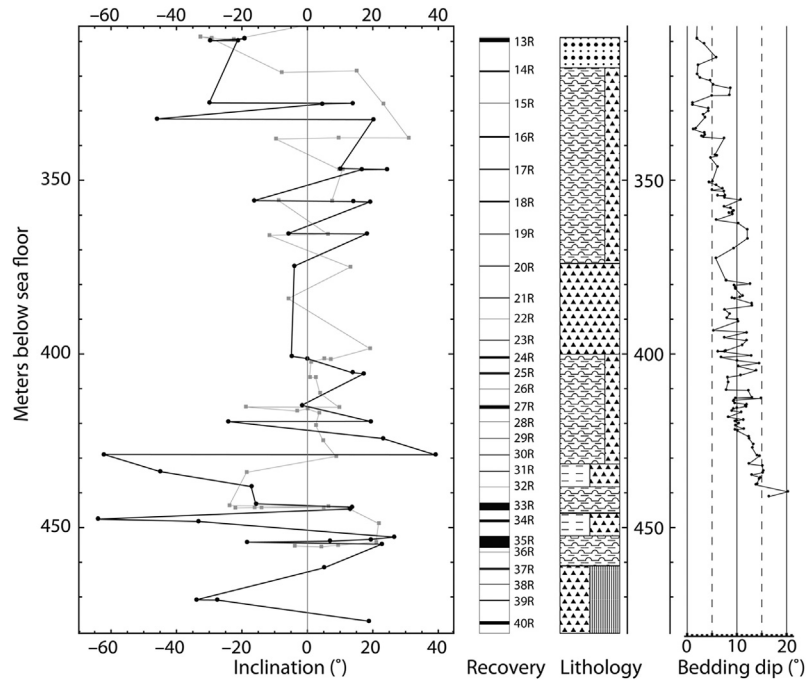 −60 −40 −20 0 20 40
13R
14R
15R
16R
17R
18R
19R
20R
21R
22R
23R
24R
25R
26R
27R
28R
29R
30R
31R
32R
33R
34R
35R
36R
37R
38R
39R
40R
350
400
450
Meters below sea floor
350
400
450
−60 −40 −20 0 20 40
0 10 20
Inclination (˚)
Recovery
Lithology
Bedding dip (˚)